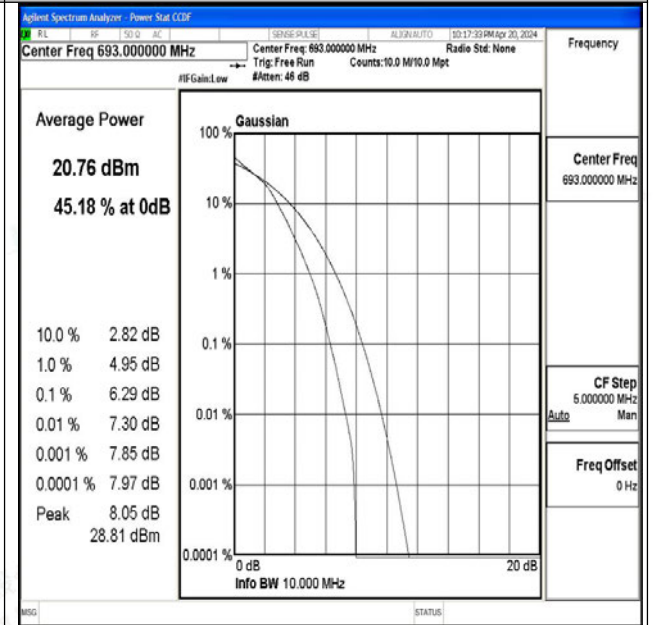 Agilent Spectrum Analyzer - Power Stat CCDF
RL RF 50 Ω AC SENSE:PULSE ALIGN AUTO 10:17:33 PM Apr 20, 2024
Center Freq 693.000000 MHz
Center Freq: 693.000000 MHz Radio Std: None
Trig: Free Run Counts:10.0 M/10.0 Mpt
#IFGain:Low #Atten: 46 dB
Frequency
Average Power
20.76 dBm
45.18 % at 0dB
10.0 % 2.82 dB
1.0 % 4.95 dB
0.1 % 6.29 dB
0.01 % 7.30 dB
0.001 % 7.85 dB
0.0001 % 7.97 dB
Peak 8.05 dB
28.81 dBm
Gaussian
100 %
10 %
1 %
0.1 %
0.01 %
0.001 %
0.0001 %
0 dB 20 dB
Info BW 10.000 MHz
Center Freq
693.000000 MHz
CF Step
5.000000 MHz
Auto Man
Freq Offset
0 Hz
MSG STATUS